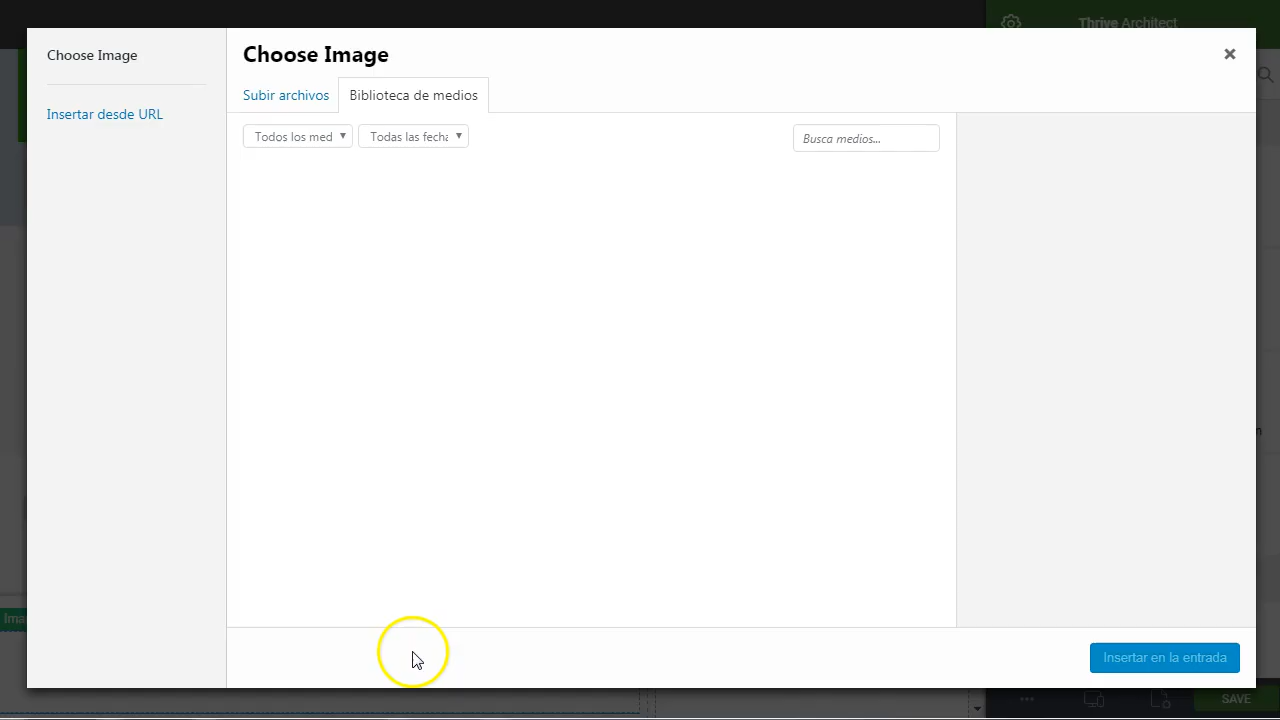 Thrive Architect
Choose Image
Choose Image
Subir archivos
Biblioteca de medios
Insertar desde URL
Todos los med
Todas las fecha
Busca medios...
Ima
Insertar en la entrada
SAVE